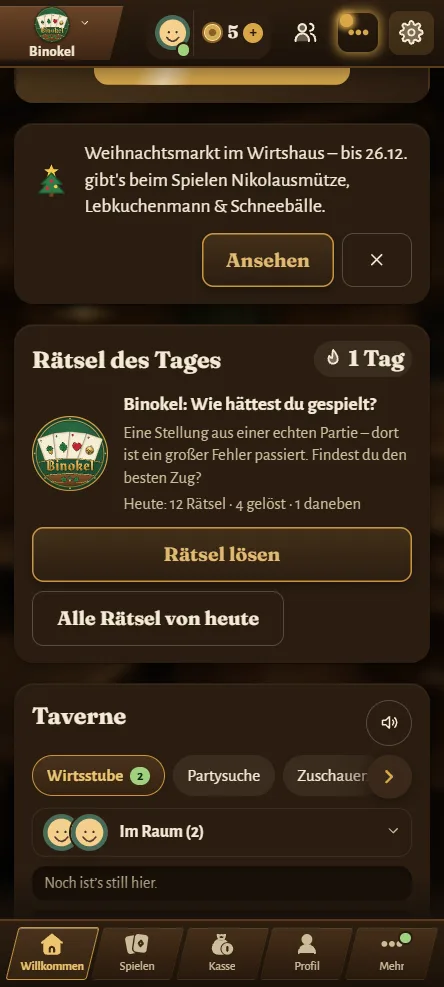 Binokel
Binokel
5 +
Weihnachtsmarkt im Wirtshaus – bis 26.12.
gibt's beim Spielen Nikolausmütze,
Lebkuchenmann & Schneebälle.
Ansehen
Rätsel des Tages
1 Tag
Binokel: Wie hättest du gespielt?
Eine Stellung aus einer echten Partie – dort
ist ein großer Fehler passiert. Findest du den
besten Zug?
Heute: 12 Rätsel · 4 gelöst · 1 daneben
Binokel
Rätsel lösen
Alle Rätsel von heute
Taverne
Wirtsstube 2 Partysuche Zuschauer
Im Raum (2)
Noch ist's still hier.
Willkommen Spielen Kasse Profil Mehr